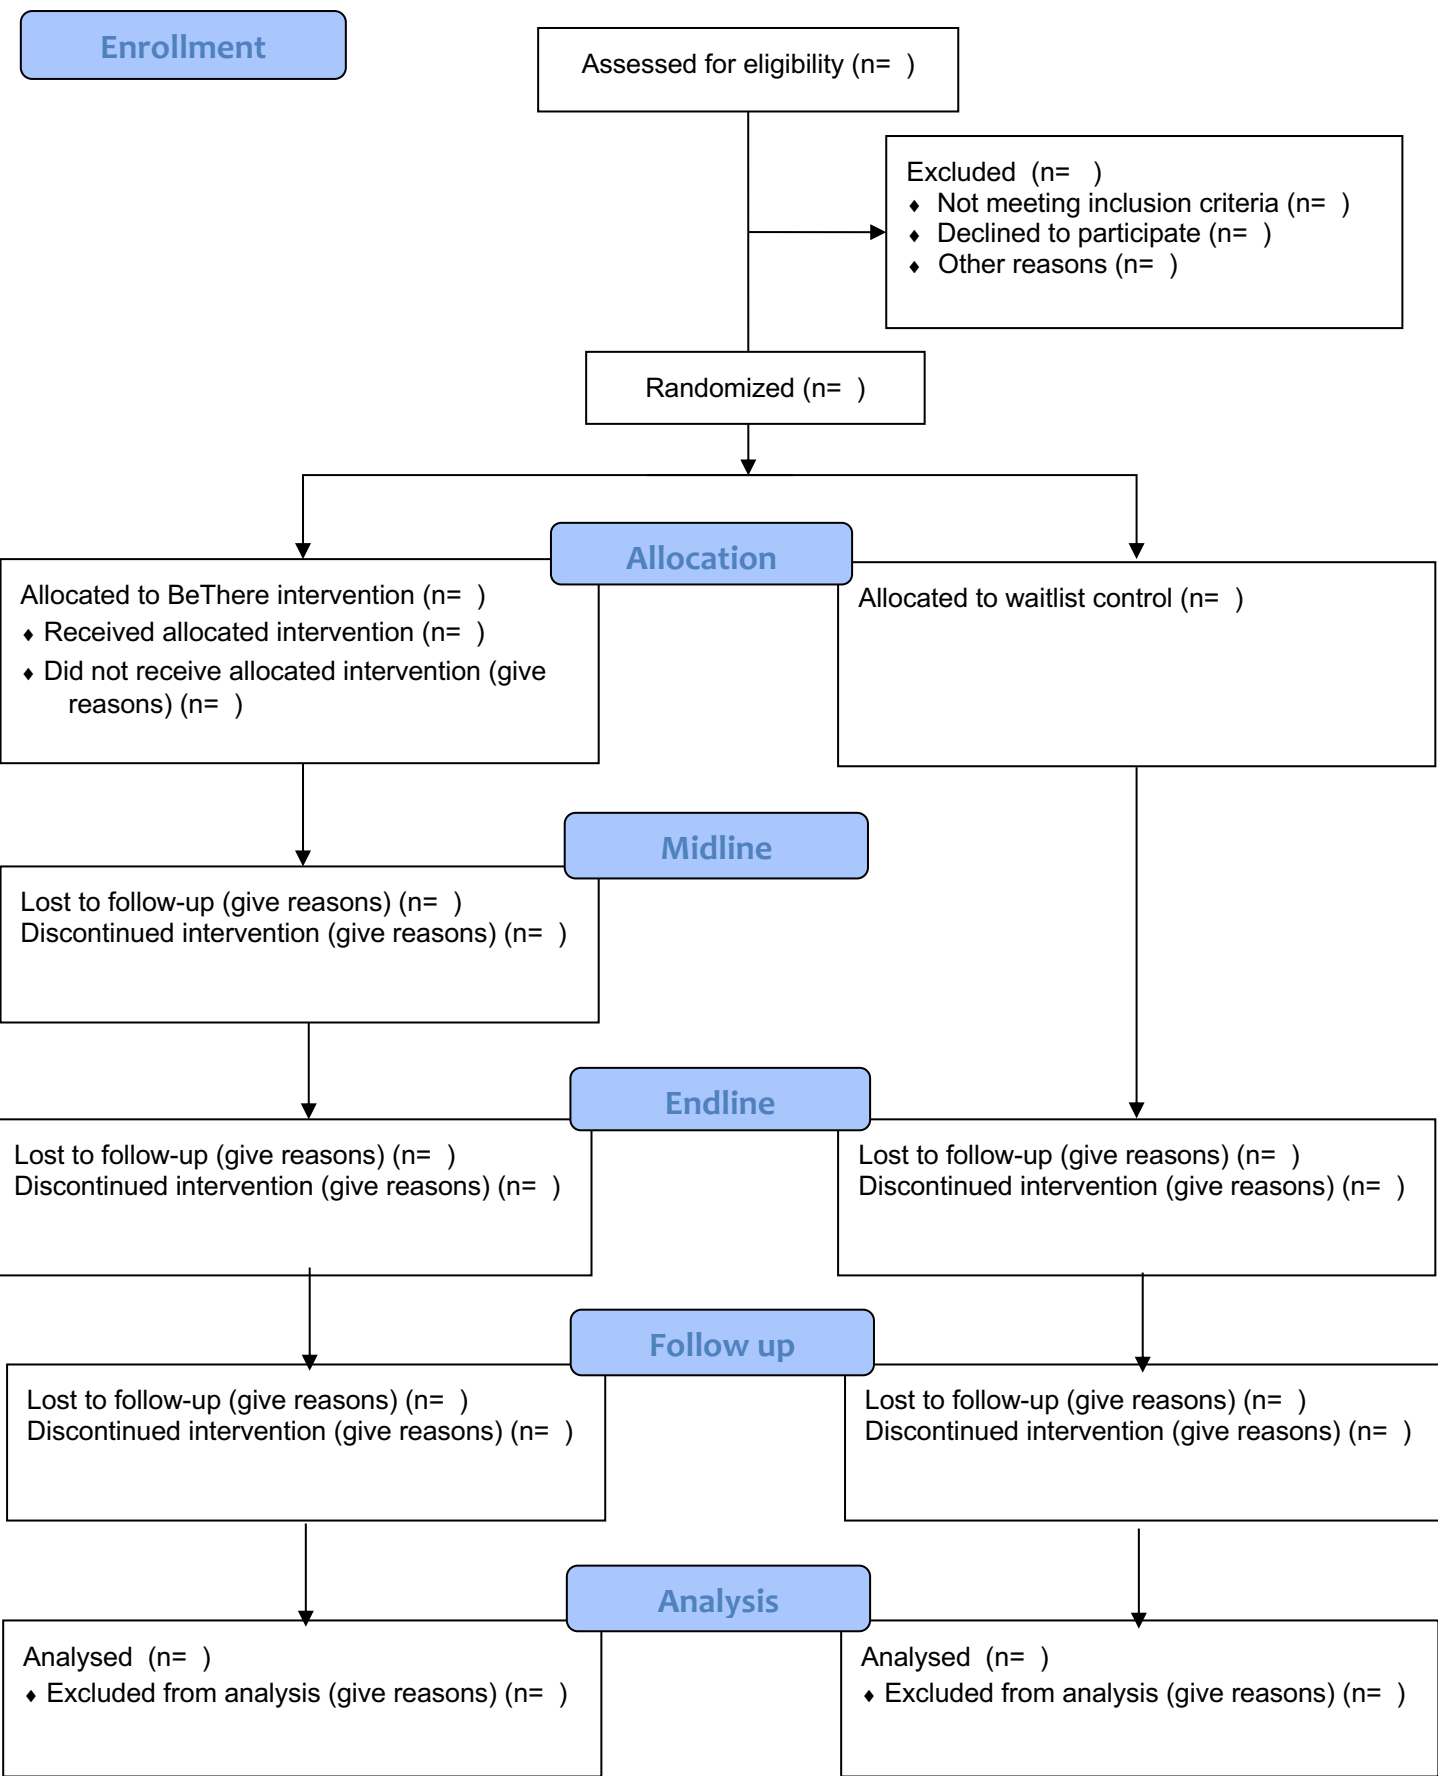 Enrollment
Assessed for eligibility (n=  )
Excluded  (n=   )
♦ Not meeting inclusion criteria (n=  )
♦ Declined to participate (n=  )
♦ Other reasons (n=  )
Randomized (n=  )
Allocation
Allocated to BeThere intervention (n=  )
♦ Received allocated intervention (n=  )
♦ Did not receive allocated intervention (give
reasons) (n=  )
Allocated to waitlist control (n=  )
Midline
Lost to follow-up (give reasons) (n=  )
Discontinued intervention (give reasons) (n=  )
Endline
Lost to follow-up (give reasons) (n=  )
Discontinued intervention (give reasons) (n=  )
Lost to follow-up (give reasons) (n=  )
Discontinued intervention (give reasons) (n=  )
Follow up
Lost to follow-up (give reasons) (n=  )
Discontinued intervention (give reasons) (n=  )
Lost to follow-up (give reasons) (n=  )
Discontinued intervention (give reasons) (n=  )
Analysis
Analysed  (n=  )
♦ Excluded from analysis (give reasons) (n=  )
Analysed  (n=  )
♦ Excluded from analysis (give reasons) (n=  )